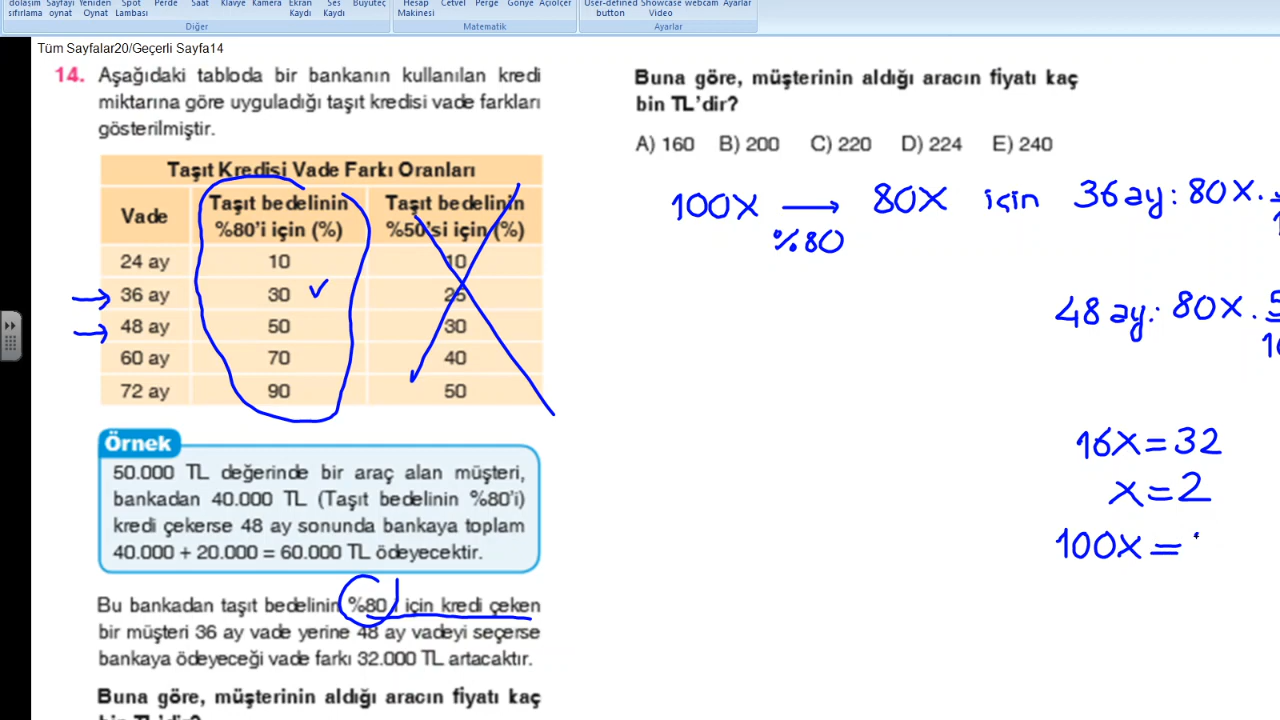 dolaşım Sayfayı Yeniden Saat Spot Klavye Kamera Ekran Ses Büyüteç
sıfırlama oynat Oynat Lambası Kaydı Kaydı
Diğer
Hesap Cetvel Perge Gönye Açıölçer
Makinesi
Matematik
User-defined Showcase webcam Ayarlar
button Video
Ayarlar
Tüm Sayfalar20/Geçerli Sayfa14
14. Aşağıdaki tabloda bir bankanın kullanılan kredi
miktarına göre uyguladığı taşıt kredisi vade farkları
gösterilmiştir.
Taşıt Kredisi Vade Farkı Oranları
Vade Taşıt bedelinin %80'i için (%) Taşıt bedelinin %50'si için (%)
24 ay 10 10
36 ay 30 25
48 ay 50 30
60 ay 70 40
72 ay 90 50
Örnek
50.000 TL değerinde bir araç alan müşteri,
bankadan 40.000 TL (Taşıt bedelinin %80'i)
kredi çekerse 48 ay sonunda bankaya toplam
40.000 + 20.000 = 60.000 TL ödeyecektir.
Bu bankadan taşıt bedelinin %80'i için kredi çeken
bir müşteri 36 ay vade yerine 48 ay vadeyi seçerse
bankaya ödeyeceği vade farkı 32.000 TL artacaktır.
Buna göre, müşterinin aldığı aracın fiyatı kaç
bin TL'dir?
Buna göre, müşterinin aldığı aracın fiyatı kaç
bin TL'dir?
A) 160 B) 200 C) 220 D) 224 E) 240
100X → 80X için 36 ay: 80X.
%80
48 ay: 80X.
16X = 32
X = 2
100X =